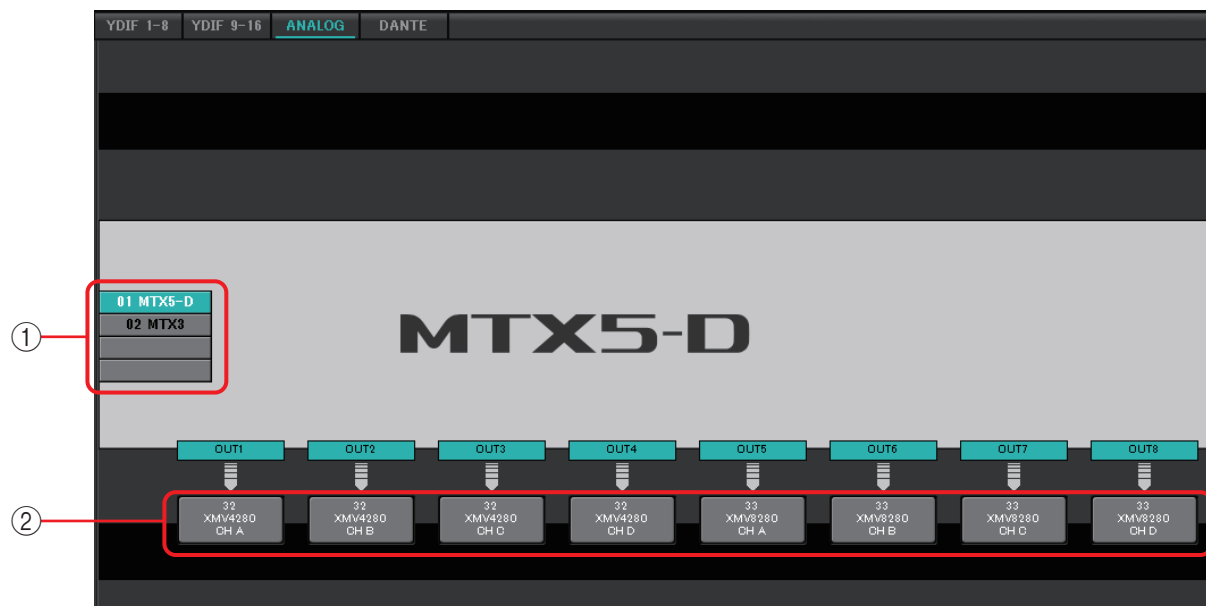 YDIF 1-8 YDIF 9-16 ANALOG DANTE
① 01 MTX5-D
02 MTX3
MTX5-D
OUT1 OUT2 OUT3 OUT4 OUT5 OUT6 OUT7 OUT8
② 32 XMV4280 CH A
32 XMV4280 CH B
32 XMV4280 CH C
32 XMV4280 CH D
33 XMV8280 CH A
33 XMV8280 CH B
33 XMV8280 CH C
33 XMV8280 CH D